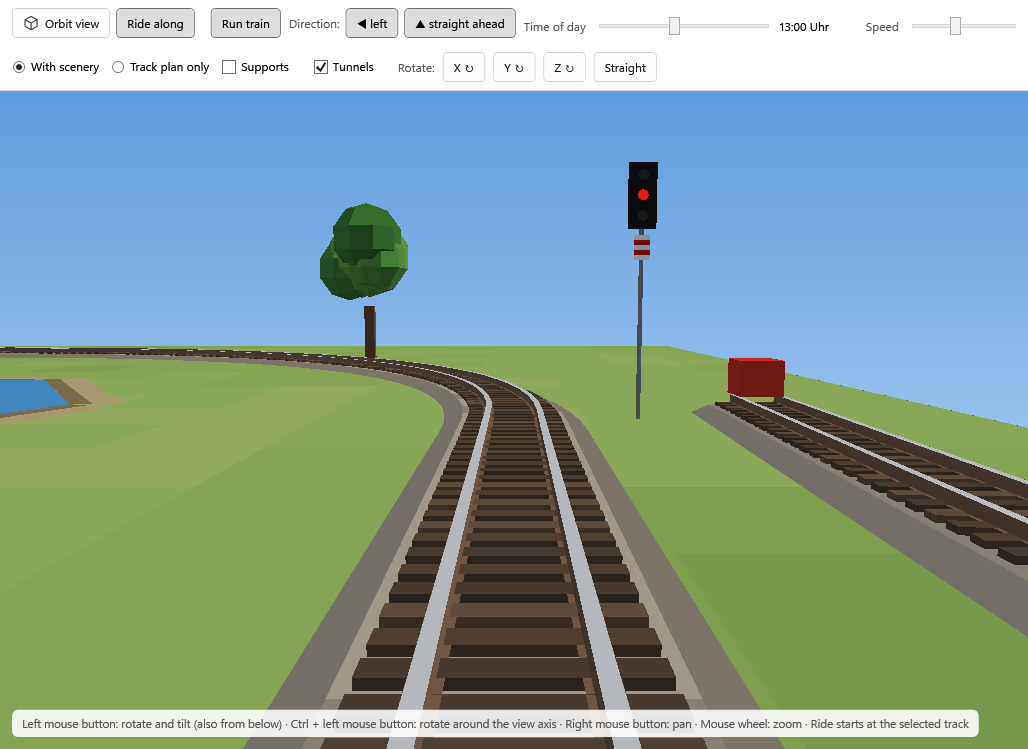 Orbit view Ride along Run train Direction: ◀ left ▲ straight ahead Time of day 13:00 Uhr Speed
With scenery Track plan only Supports Tunnels Rotate: X ↻ Y ↻ Z ↻ Straight
Left mouse button: rotate and tilt (also from below) · Ctrl + left mouse button: rotate around the view axis · Right mouse button: pan · Mouse wheel: zoom · Ride starts at the selected track